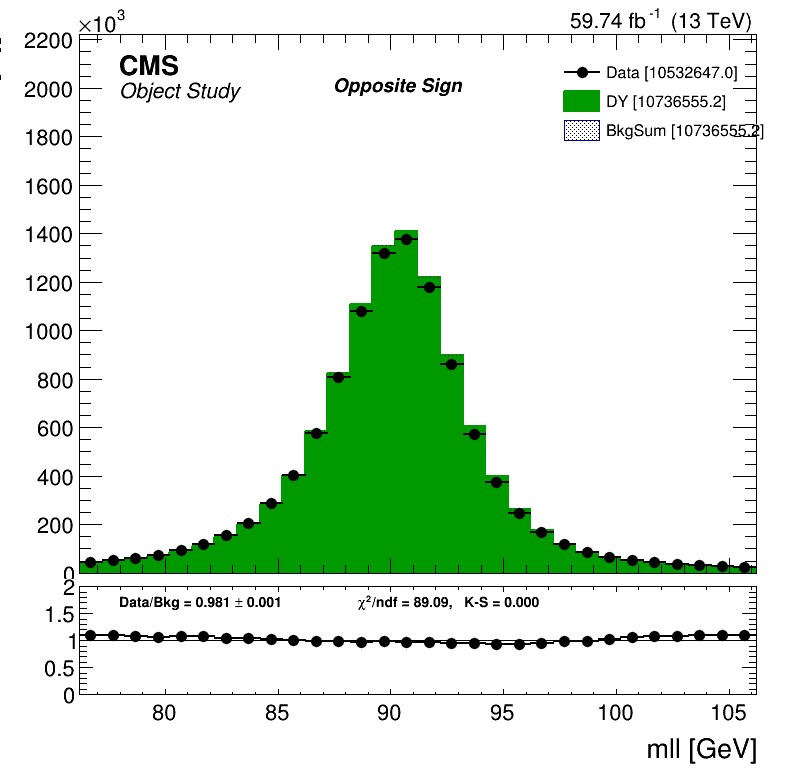 ×10³
59.74 fb⁻¹ (13 TeV)
CMS
Object Study
Opposite Sign
Data [10532647.0]
DY [10736555.2]
BkgSum [10736555.2]
2200
2000
1800
1600
1400
1200
1000
800
600
400
200
0
Data/Bkg = 0.981 ± 0.001
χ²/ndf = 89.09, K-S = 0.000
2
1.5
1
0.5
0
80 85 90 95 100 105
mll [GeV]